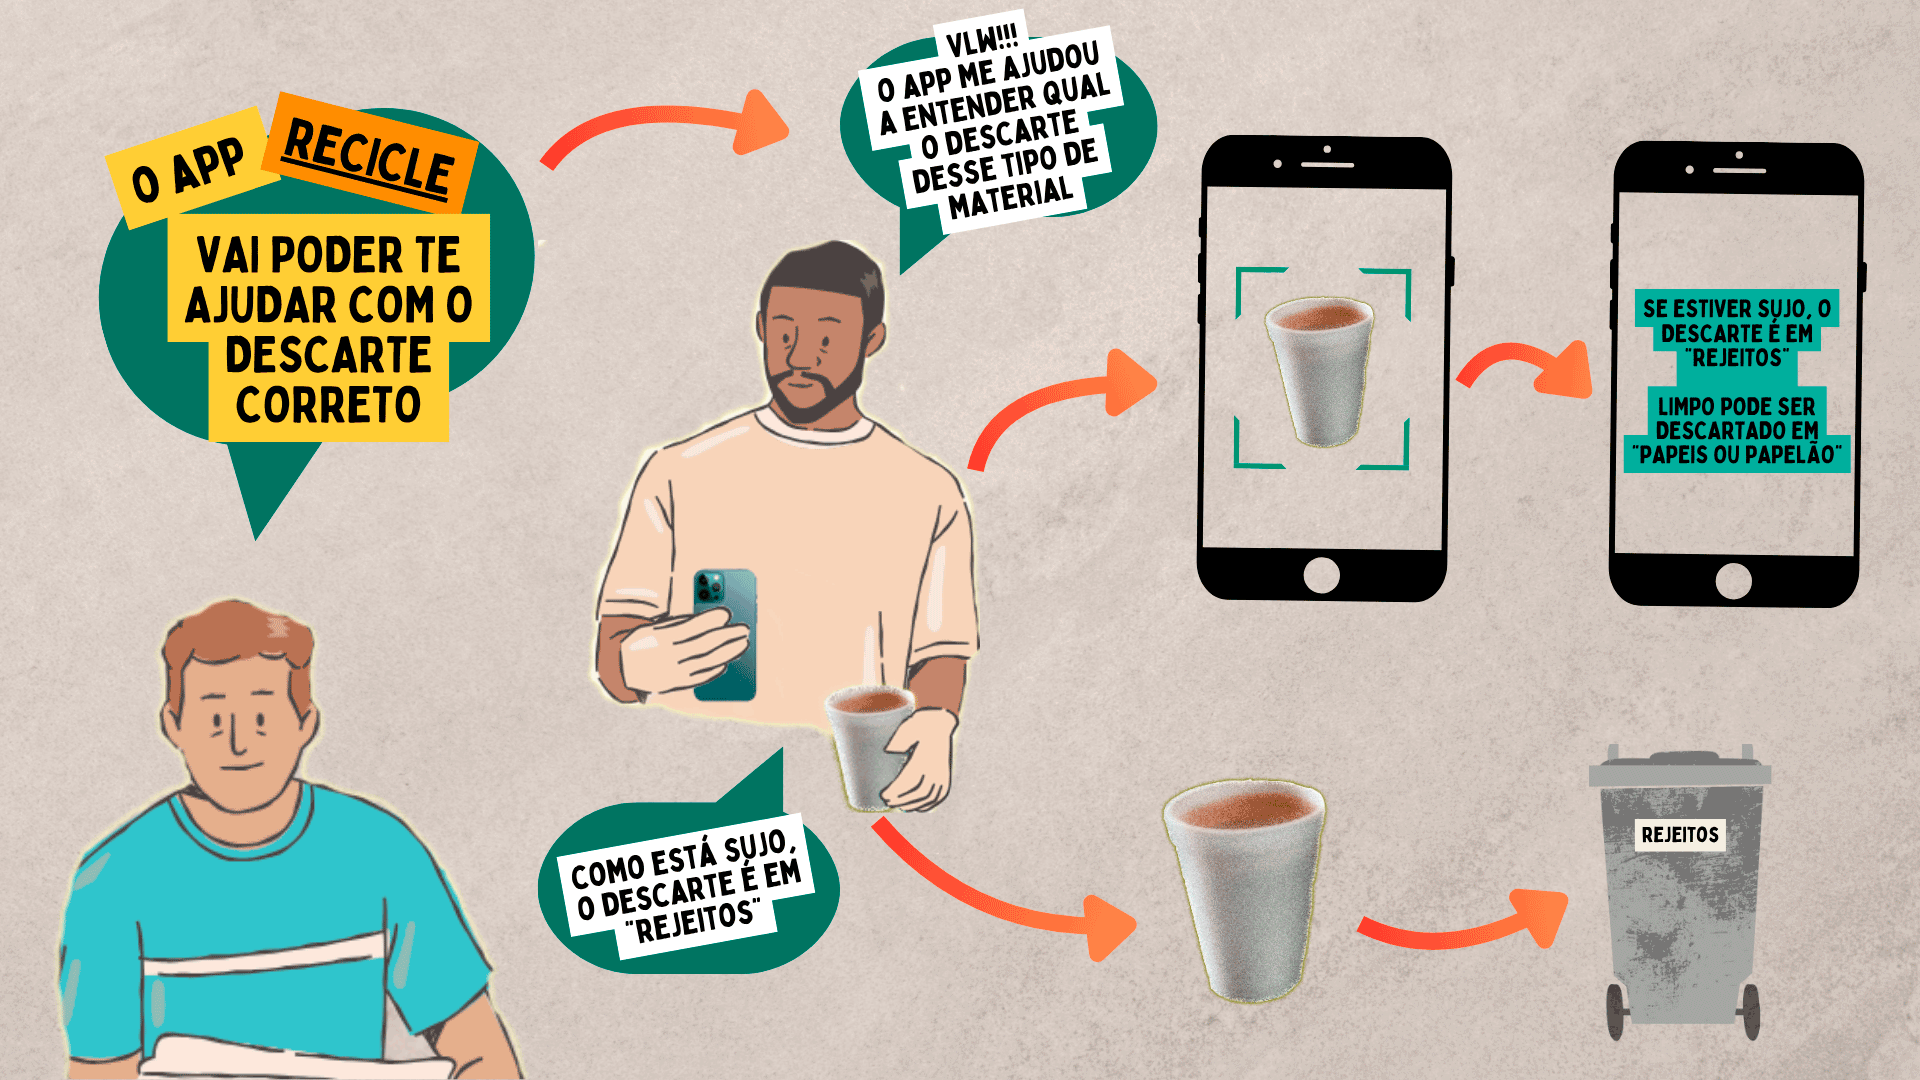 O APP
RECICLE
VAI PODER TE
AJUDAR COM O
DESCARTE
CORRETO
VLW!!!
O APP ME AJUDOU
A ENTENDER QUAL
O DESCARTE
DESSE TIPO DE
MATERIAL
SE ESTIVER SUJO, O
DESCARTE É EM
"REJEITOS"
LIMPO PODE SER
DESCARTADO EM
"PAPEIS OU PAPELÃO"
COMO ESTÁ SUJO,
O DESCARTE É EM
"REJEITOS"
REJEITOS